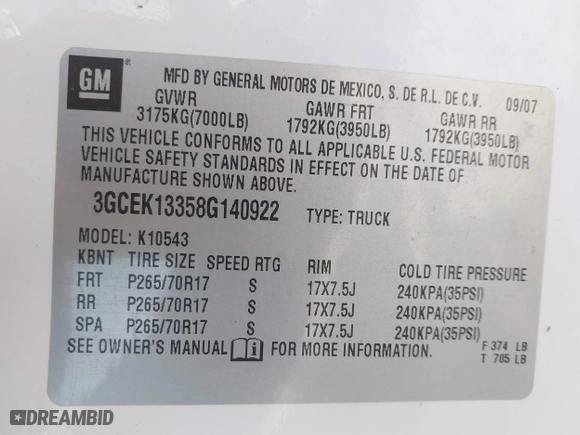 GM ®
MFD BY GENERAL MOTORS DE MEXICO, S. DE R.L. DE C.V. 09/07
GVWR GAWR FRT GAWR RR
3175KG(7000LB) 1792KG(3950LB) 1792KG(3950LB)
THIS VEHICLE CONFORMS TO ALL APPLICABLE U.S. FEDERAL MOTOR
VEHICLE SAFETY STANDARDS IN EFFECT ON THE DATE OF
MANUFACTURE SHOWN ABOVE.
3GCEK13358G140922 TYPE: TRUCK
MODEL: K10543
KBNT TIRE SIZE SPEED RTG RIM COLD TIRE PRESSURE
FRT P265/70R17 S 17X7.5J 240KPA(35PSI)
RR P265/70R17 S 17X7.5J 240KPA(35PSI)
SPA P265/70R17 S 17X7.5J 240KPA(35PSI)
SEE OWNER'S MANUAL i FOR MORE INFORMATION. F 374 LB
T 705 LB
DREAMBID